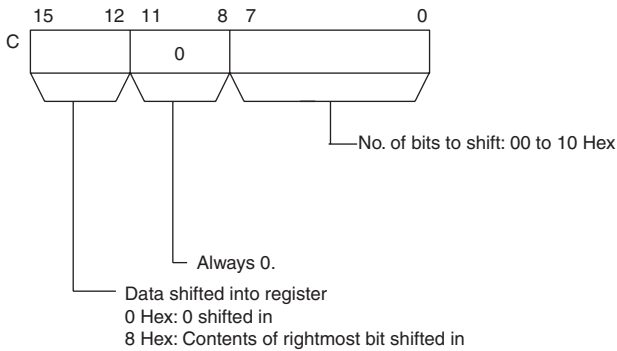 15 12 11 8 7 0
C
0
No. of bits to shift: 00 to 10 Hex
Always 0.
Data shifted into register
0 Hex: 0 shifted in
8 Hex: Contents of rightmost bit shifted in